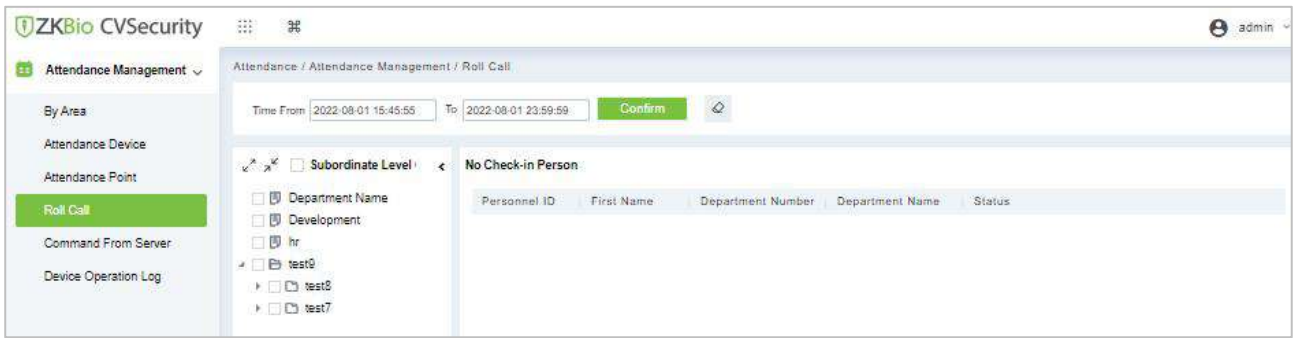 ZKBio CVSecurity
admin
Attendance Management
By Area
Attendance Device
Attendance Point
Roll Call
Command From Server
Device Operation Log
Attendance / Attendance Management / Roll Call
Time From 2022-08-01 15:45:55 To 2022-08-01 23:59:59 Confirm
Subordinate Level
Department Name
Development
hr
test9
test8
test7
No Check-in Person
Personnel ID First Name Department Number Department Name Status